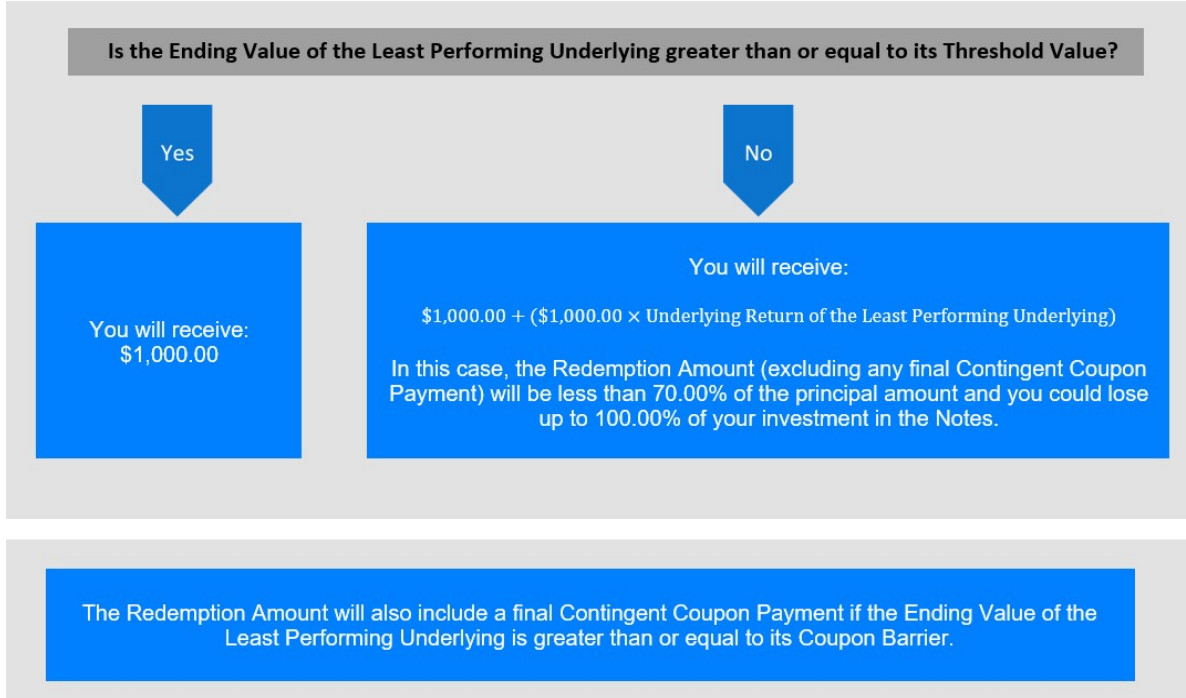 Is the Ending Value of the Least Performing Underlying greater than or equal to its Threshold Value?
Yes
No
You will receive:
$1,000.00
You will receive:
$1,000.00 + ($1,000.00 × Underlying Return of the Least Performing Underlying)
In this case, the Redemption Amount (excluding any final Contingent Coupon
Payment) will be less than 70.00% of the principal amount and you could lose
up to 100.00% of your investment in the Notes.
The Redemption Amount will also include a final Contingent Coupon Payment if the Ending Value of the
Least Performing Underlying is greater than or equal to its Coupon Barrier.